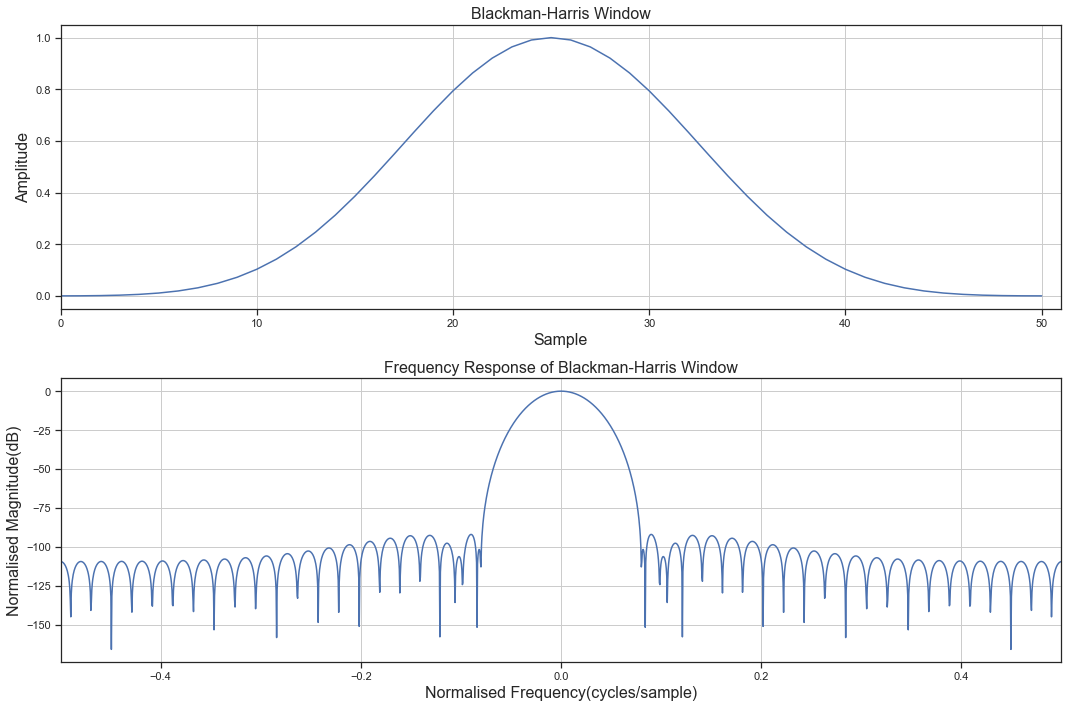 Blackman-Harris Window
1.0
0.8
0.6
0.4
0.2
0.0
Amplitude
0 10 20 30 40 50
Sample
Frequency Response of Blackman-Harris Window
0
−25
−50
−75
−100
−125
−150
Normalised Magnitude(dB)
−0.4 −0.2 0.0 0.2 0.4
Normalised Frequency(cycles/sample)